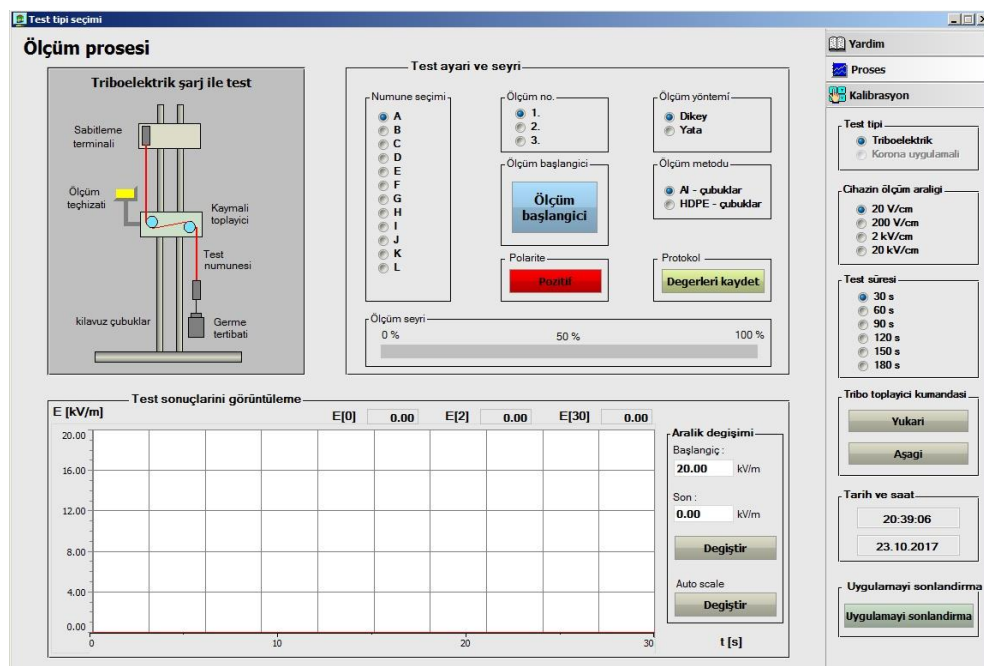 Test tipi seçimi
Ölçüm prosesi
Triboelektrik şarj ile test
Sabitleme
terminali
Ölçüm
teçhizati
Kaymali
toplayici
Test
numunesi
kilavuz çubuklar
Germe
tertibati
Test ayari ve seyri
Numune seçimi
A
B
C
D
E
F
G
H
I
J
K
L
Ölçüm no.
1.
2.
3.
Ölçüm yöntemí
Dikey
Yata
Ölçüm başlangici
Ölçüm
başlangici
Ölçüm metodu
Al - çubuklar
HDPE - çubuklar
Polarite
Pozitif
Protokol
Degerleri kaydet
Ölçüm seyri
0 % 50 % 100 %
Test sonuçlarini görüntüleme
E [kV/m]
E[0] 0.00 E[2] 0.00 E[30] 0.00
20.00
16.00
12.00
8.00
4.00
0.00
0 10 20 30
t [s]
Aralik degişimi
Başlangiç :
20.00 kV/m
Son :
0.00 kV/m
Degiştir
Auto scale
Degiştir
Yardim
Proses
Kalibrasyon
Test tipi
Triboelektrik
Korona uygulamali
Cihazin ölçüm araligi
20 V/cm
200 V/cm
2 kV/cm
20 kV/cm
Test süresi
30 s
60 s
90 s
120 s
150 s
180 s
Tribo toplayici kumandasi
Yukari
Aşagi
Tarih ve saat
20:39:06
23.10.2017
Uygulamayi sonlandirma
Uygulamayi sonlandirma